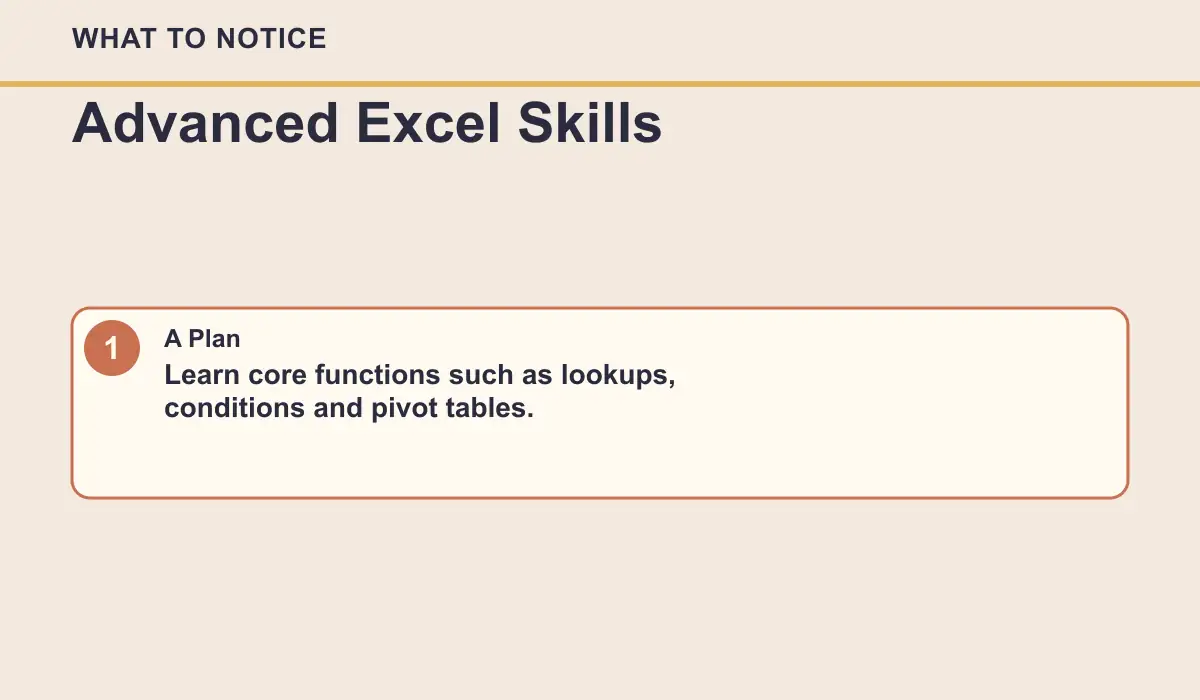 WHAT TO NOTICE
Advanced Excel Skills
1
A Plan
Learn core functions such as lookups,
conditions and pivot tables.